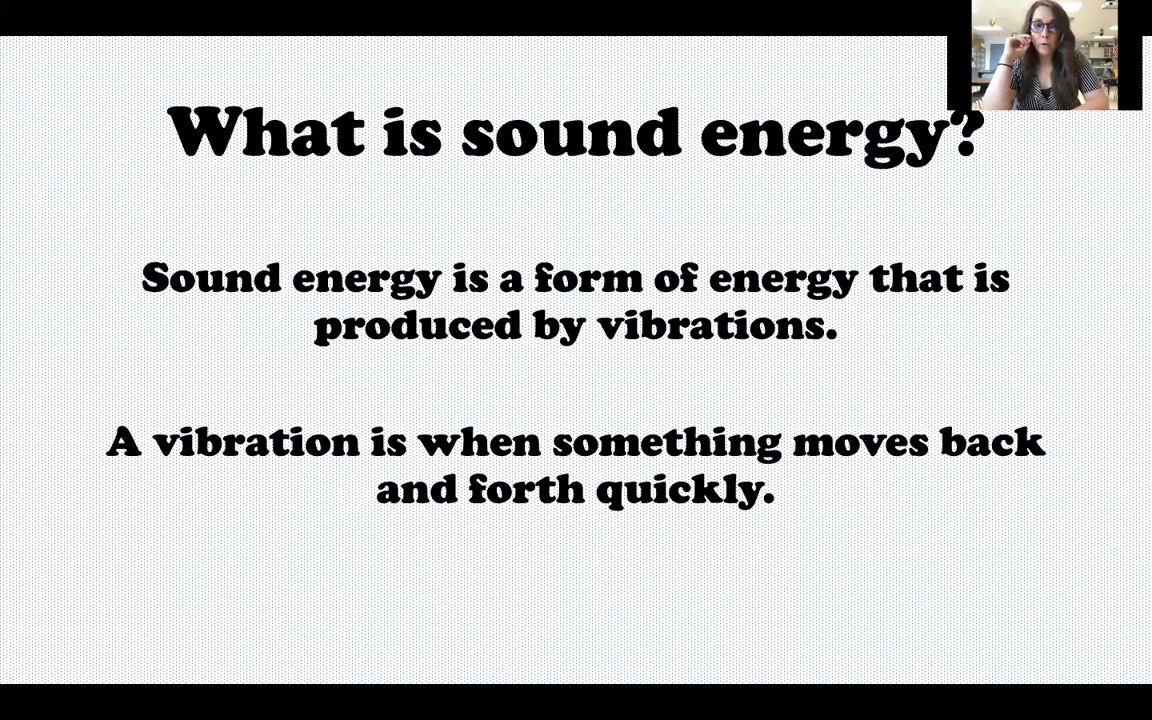 What is sound energy?
Sound energy is a form of energy that is
produced by vibrations.
A vibration is when something moves back
and forth quickly.